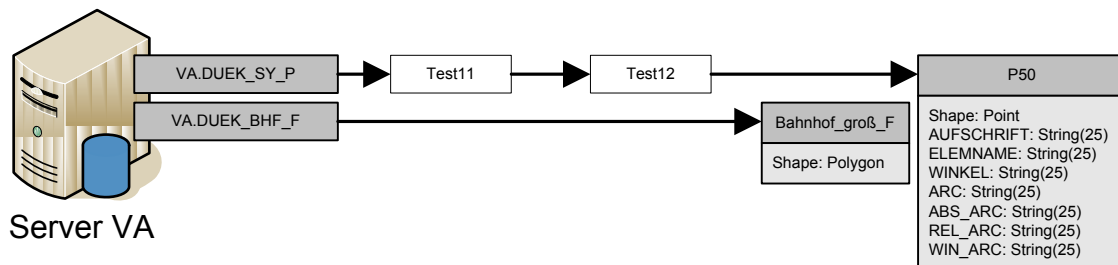 VA.DUEK_SY_P
Test11
Test12
P50
VA.DUEK_BHF_F
Bahnhof_groß_F
Shape: Polygon
Shape: Point
AUFSCHRIFT: String(25)
ELEMNAME: String(25)
WINKEL: String(25)
ARC: String(25)
ABS_ARC: String(25)
REL_ARC: String(25)
WIN_ARC: String(25)
Server VA